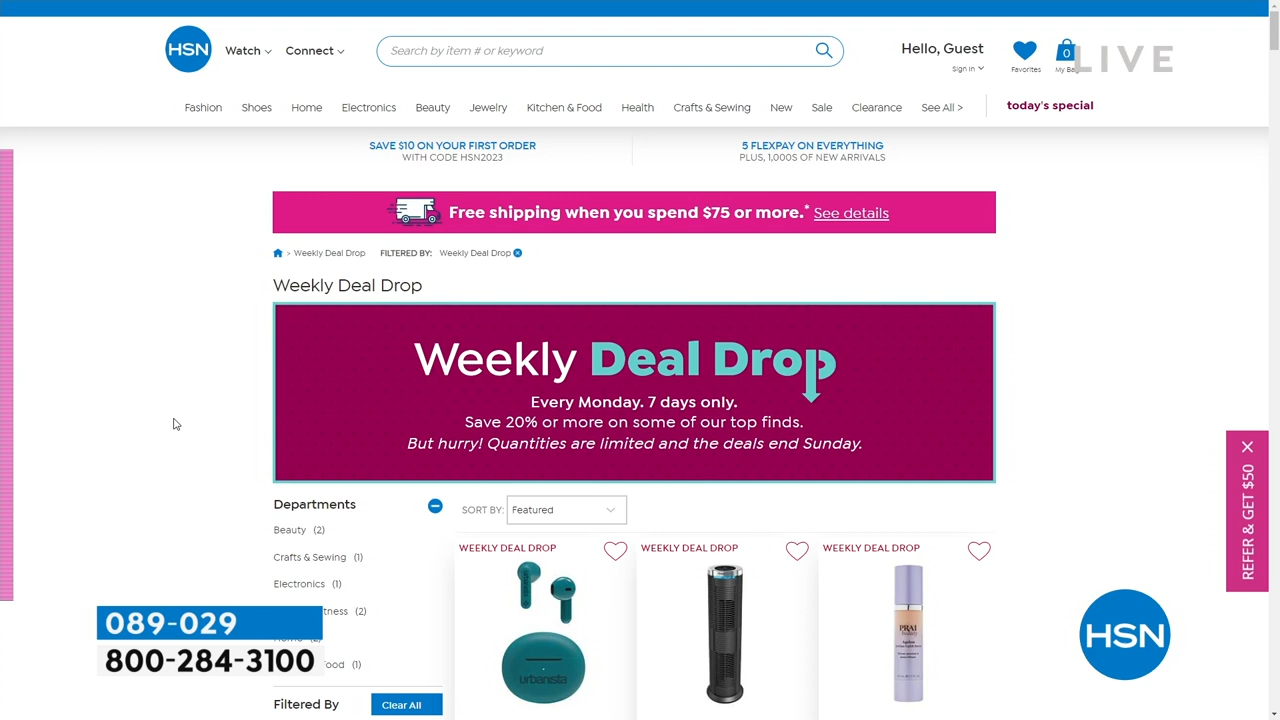 HSN
Watch
Connect
Search by item # or keyword
Hello, Guest
Sign in
Favorites
0
My Ba
LIVE
Fashion
Shoes
Home
Electronics
Beauty
Jewelry
Kitchen & Food
Health
Crafts & Sewing
New
Sale
Clearance
See All >
today's special
SAVE $10 ON YOUR FIRST ORDER
WITH CODE HSN2023
5 FLEXPAY ON EVERYTHING
PLUS, 1,000S OF NEW ARRIVALS
Free shipping when you spend $75 or more.* See details
> Weekly Deal Drop FILTERED BY: Weekly Deal Drop
Weekly Deal Drop
Weekly Deal Drop
Every Monday. 7 days only.
Save 20% or more on some of our top finds.
But hurry! Quantities are limited and the deals end Sunday.
REFER & GET $50
Departments
Beauty (2)
Crafts & Sewing (1)
Electronics (1)
tness (2)
ood (1)
Filtered By
Clear All
SORT BY: Featured
WEEKLY DEAL DROP
WEEKLY DEAL DROP
WEEKLY DEAL DROP
urbanista
PRAI
Beauty
Ageless
089-029
800-284-3100
HSN